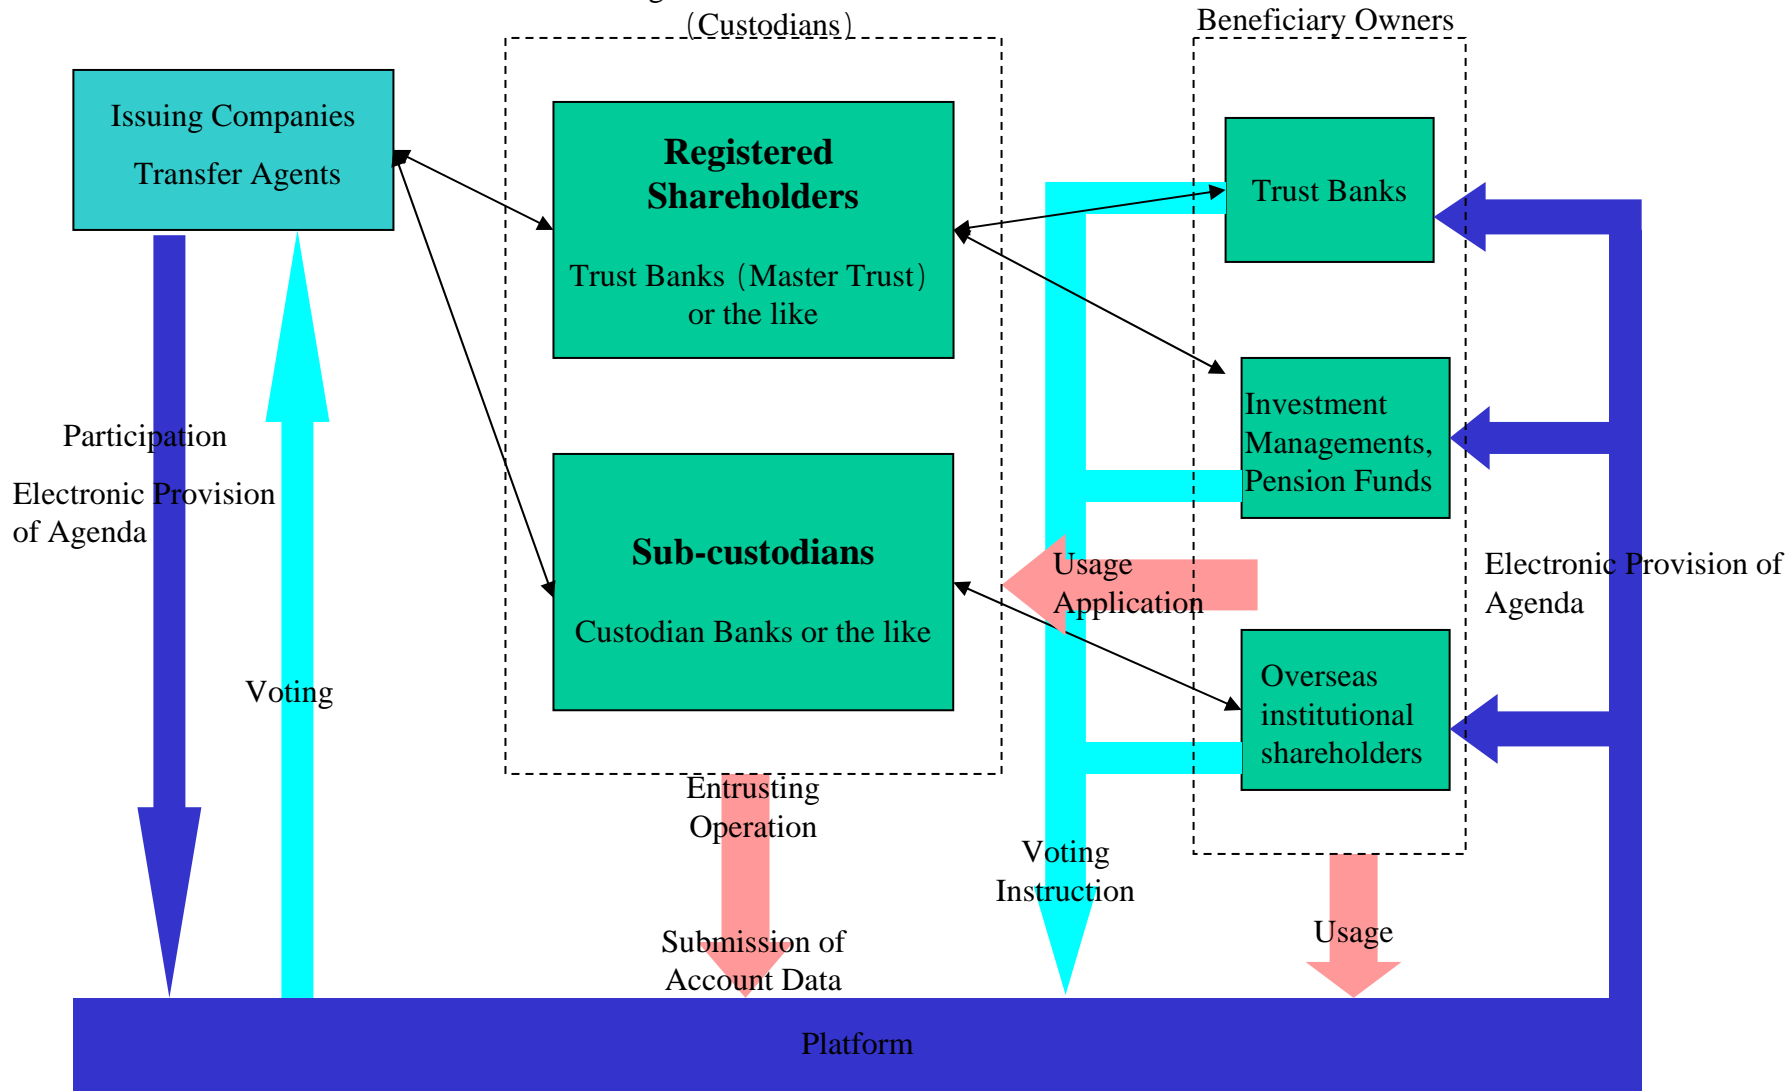 (Custodians)
Beneficiary Owners
Issuing Companies
Transfer Agents
Registered
Shareholders
Trust Banks (Master Trust)
or the like
Trust Banks
Investment
Managements,
Pension Funds
Participation
Electronic Provision
of Agenda
Sub-custodians
Custodian Banks or the like
Usage
Application
Electronic Provision of
Agenda
Overseas
institutional
shareholders
Voting
Entrusting
Operation
Voting
Instruction
Submission of
Account Data
Usage
Platform